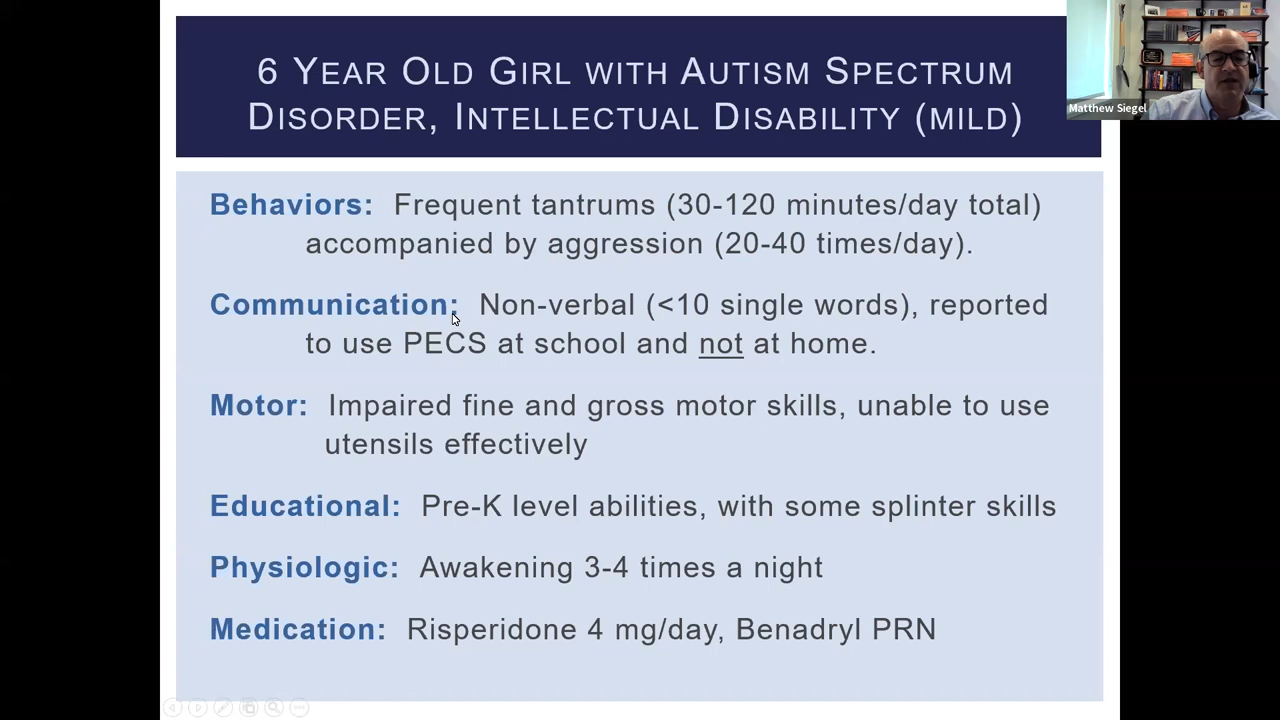 6 Year Old Girl with Autism Spectrum
Disorder, Intellectual Disability (mild)
Matthew Siegel
Behaviors: Frequent tantrums (30-120 minutes/day total)
accompanied by aggression (20-40 times/day).
Communication: Non-verbal (<10 single words), reported
to use PECS at school and not at home.
Motor: Impaired fine and gross motor skills, unable to use
utensils effectively
Educational: Pre-K level abilities, with some splinter skills
Physiologic: Awakening 3-4 times a night
Medication: Risperidone 4 mg/day, Benadryl PRN